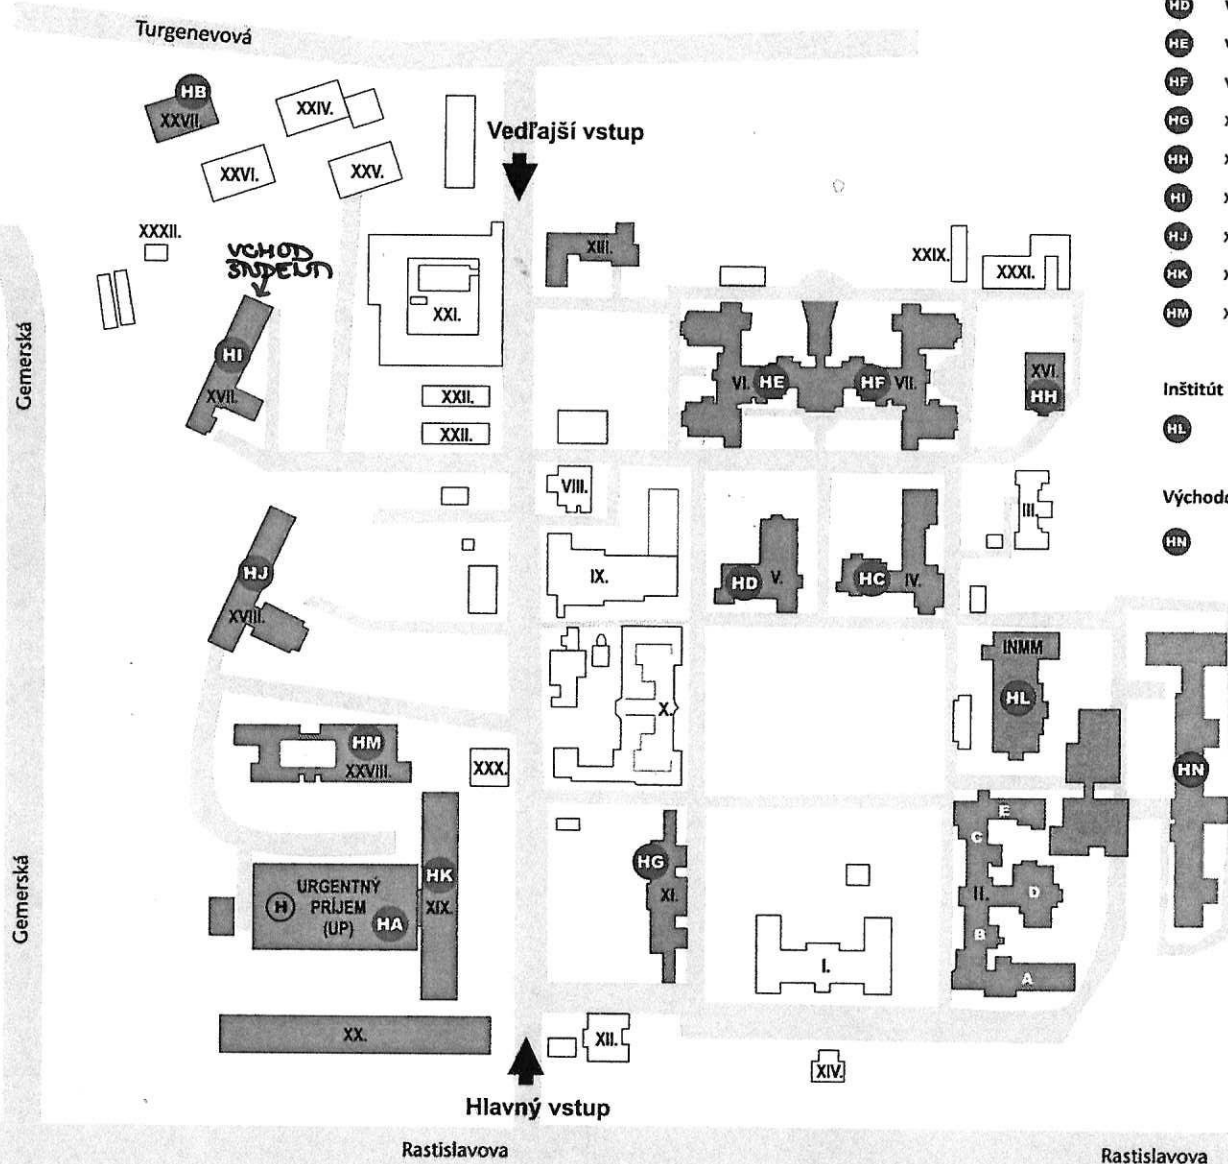 Turgenevová
HB
XXVII.
XXIV.
XXVI.
XXV.
Vedľajší vstup
XXXII.
VCHOD
XXI.
XIII.
XXIX.
XXXI.
Gemerská
HI
XVII.
XXII.
XXII.
VI.
HE
HF
VII.
XVI.
HH
VIII.
III.
IX.
HJ
XVIII.
HD
V.
HC
IV.
INMM
HL
X.
HM
XXVIII.
XXX.
HN
E
C
II.
D
B
A
HG
XI.
I.
Gemerská
H
URGENTNÝ
PRÍJEM
(UP)
HA
HK
XIX.
XX.
XII.
XIV.
Hlavný vstup
Rastislavova
Rastislavova
HD
HE
HF
HG
HH
HI
HJ
HK
HM
Inštitút
HL
HN